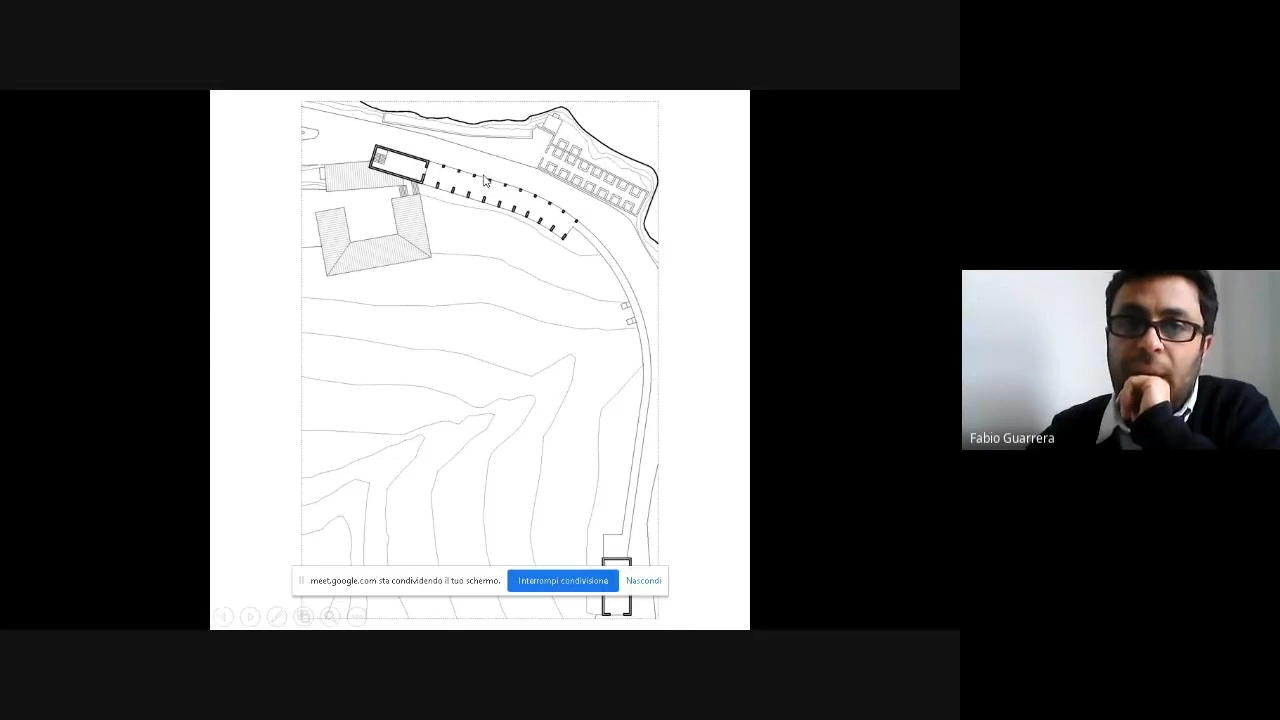 Fabio Guarrera
meet.google.com sta condividendo il tuo schermo.
Interrompi condivisione
Nascondi